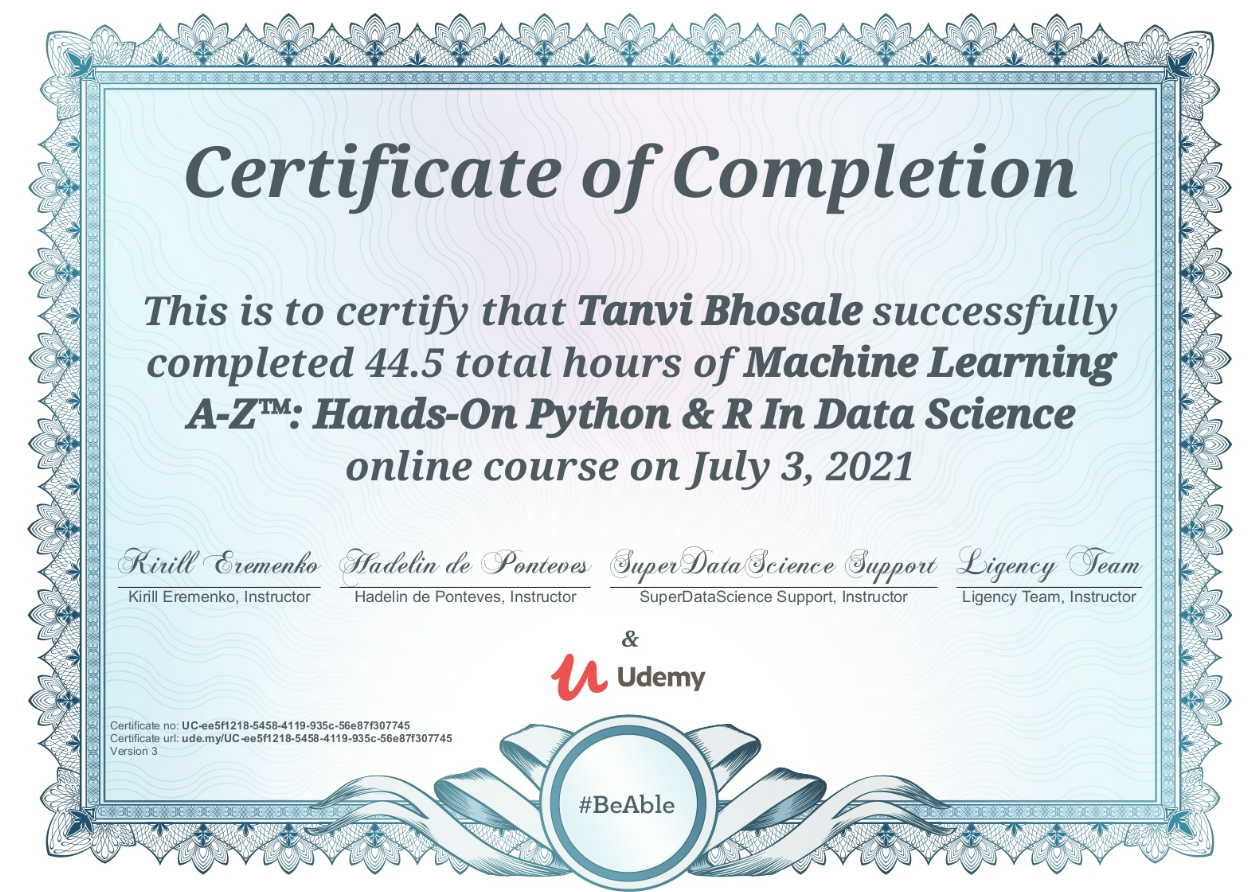 Certificate of Completion
This is to certify that Tanvi Bhosale successfully
completed 44.5 total hours of Machine Learning
A-Z™: Hands-On Python & R In Data Science
online course on July 3, 2021
Kirill Eremenko Hadelin de Ponteves SuperDataScience Support Ligency Team
Kirill Eremenko, Instructor Hadelin de Ponteves, Instructor SuperDataScience Support, Instructor Ligency Team, Instructor
&
Udemy
Certificate no: UC-ee5f1218-5458-4119-935c-56e87f307745
Certificate url: ude.my/UC-ee5f1218-5458-4119-935c-56e87f307745
Version 3
#BeAble